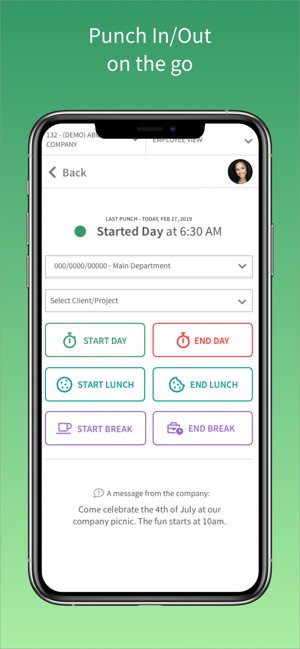 Punch In/Out
on the go
132 - (DEMO) AB
COMPANY
EMPLOYEE VIEW
Back
LAST PUNCH - TODAY, FEB 27, 2019
Started Day at 6:30 AM
000/0000/00000 - Main Department
Select Client/Project
START DAY
END DAY
START LUNCH
END LUNCH
START BREAK
END BREAK
A message from the company:
Come celebrate the 4th of July at our
company picnic. The fun starts at 10am.